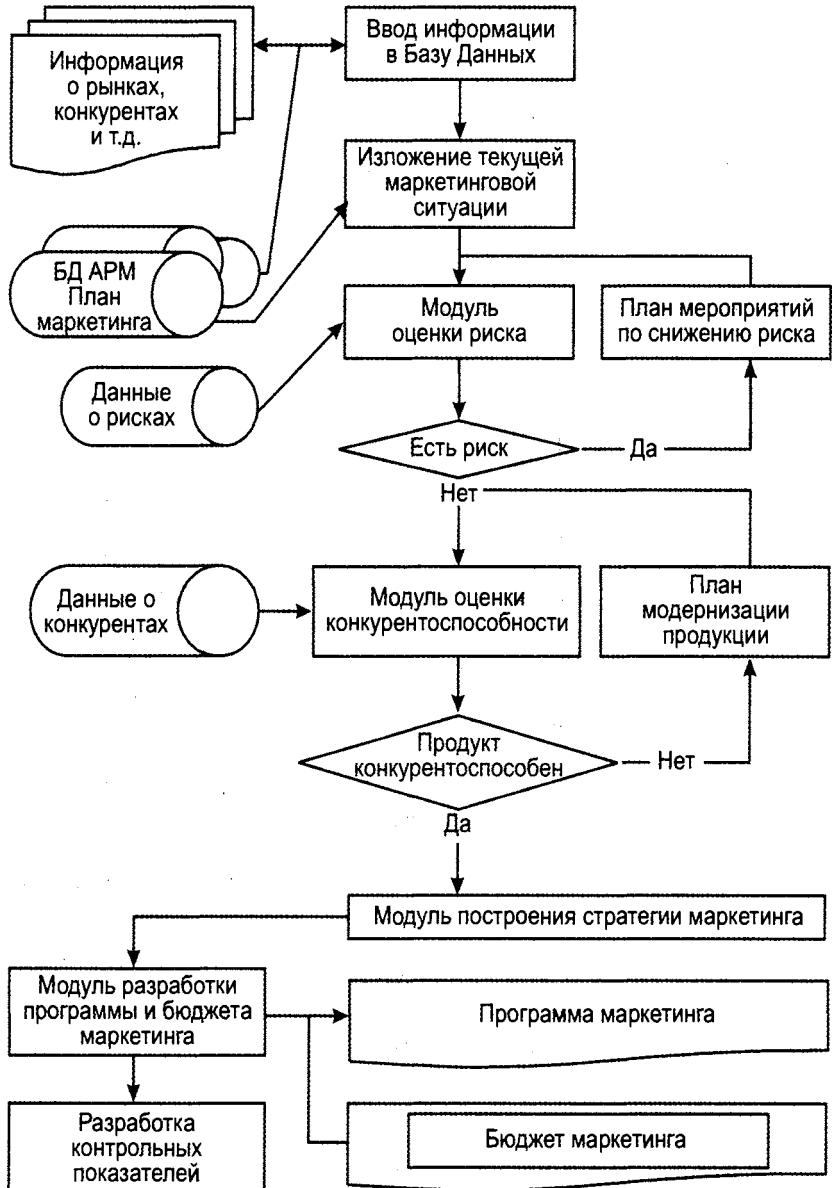 Информация
о рынках,
конкурентах
и т.д.
Ввод информации
в Базу Данных
Изложение текущей
маркетинговой
ситуации
БД АРМ
План
маркетинга
Модуль
оценки риска
План мероприятий
по снижению риска
Данные
о рисках
Есть риск
Да
Нет
Данные о
конкурентах
Модуль оценки
конкурентоспособности
План
модернизации
продукции
Продукт
конкурентоспособен
Нет
Да
Модуль построения стратегии маркетинга
Модуль разработки
программы и бюджета
маркетинга
Программа маркетинга
Разработка
контрольных
показателей
Бюджет маркетинга